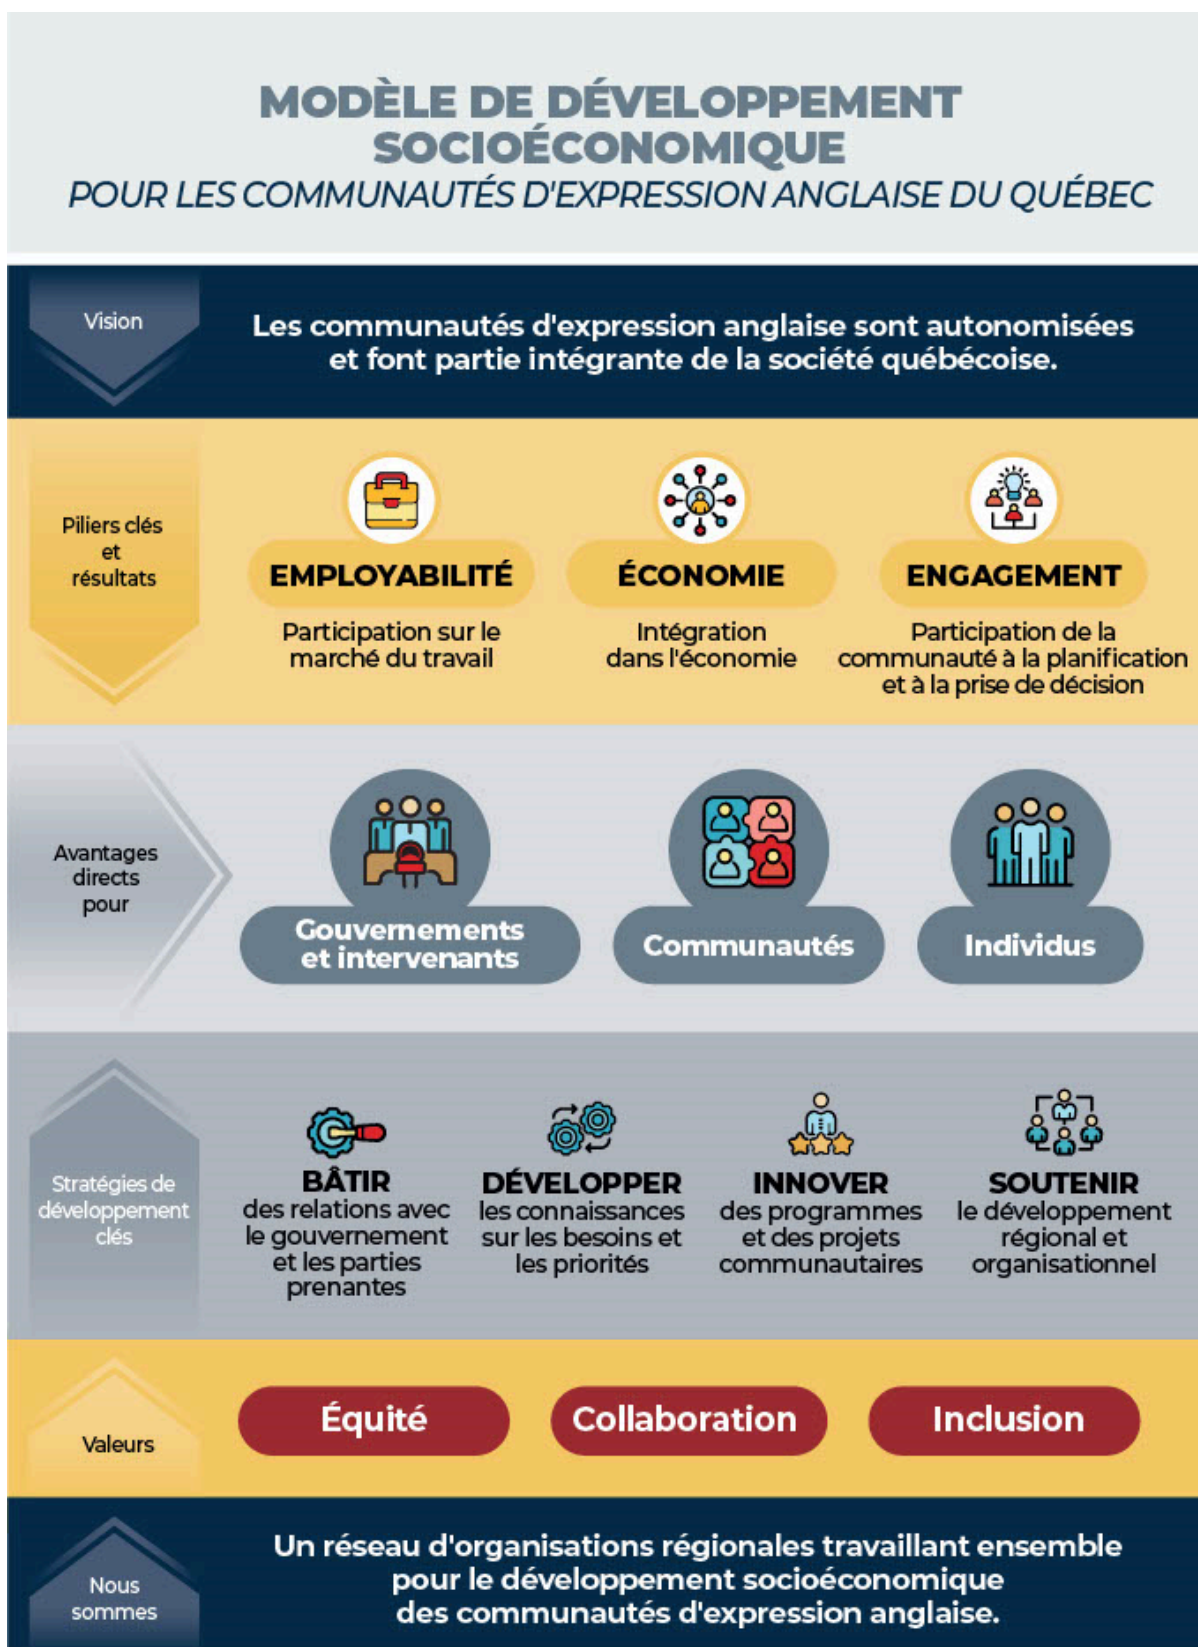 MODÈLE DE DÉVELOPPEMENT
SOCIOÉCONOMIQUE
POUR LES COMMUNAUTÉS D'EXPRESSION ANGLAISE DU QUÉBEC
Vision
Les communautés d'expression anglaise sont autonomisées
et font partie intégrante de la société québécoise.
Piliers clés
et
résultats
EMPLOYABILITÉ
Participation sur le
marché du travail
ÉCONOMIE
Intégration
dans l'économie
ENGAGEMENT
Participation de la
communauté à la planification
et à la prise de décision
Avantages
directs
pour
Gouvernements
et intervenants
Communautés
Individus
Stratégies de
développement
clés
BÂTIR
des relations avec
le gouvernement
et les parties
prenantes
DÉVELOPPER
les connaissances
sur les besoins et
les priorités
INNOVER
des programmes
et des projets
communautaires
SOUTENIR
le développement
régional et
organisationnel
Valeurs
Équité
Collaboration
Inclusion
Nous
sommes
Un réseau d'organisations régionales travaillant ensemble
pour le développement socioéconomique
des communautés d'expression anglaise.